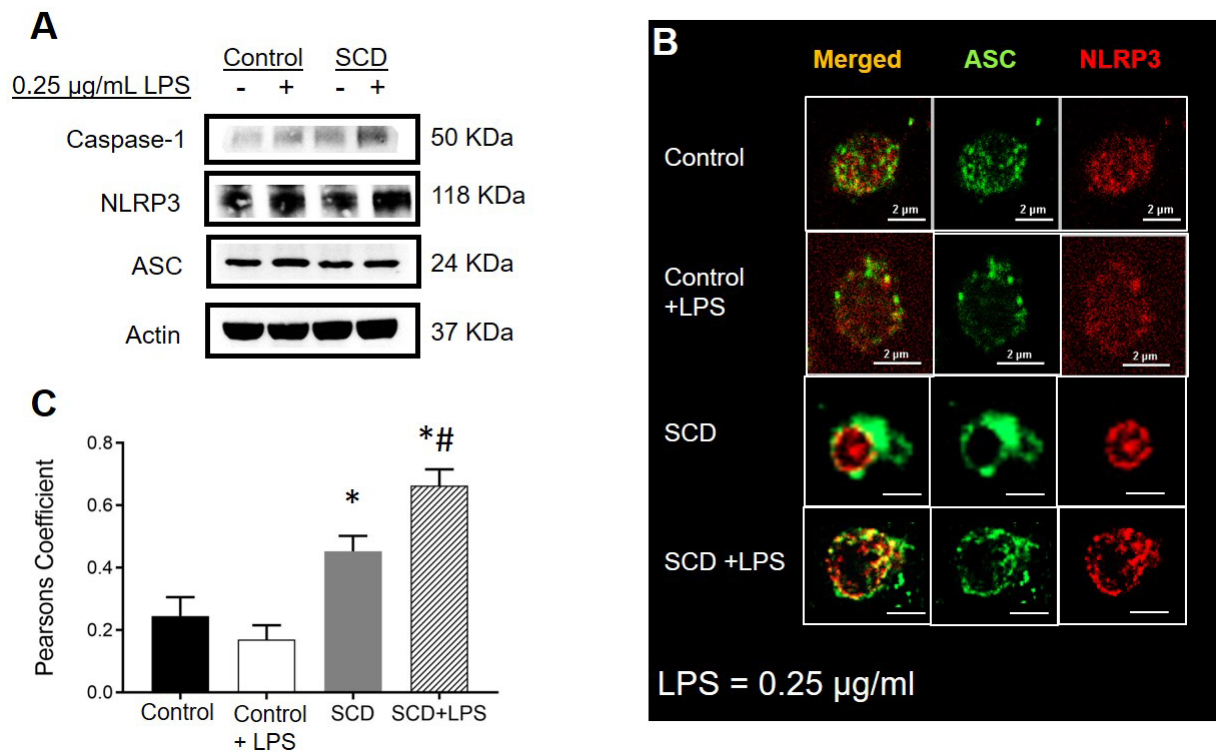 A
Control SCD
0.25 µg/mL LPS - + - +
Caspase-1 50 KDa
NLRP3 118 KDa
ASC 24 KDa
Actin 37 KDa
B
Merged ASC NLRP3
Control
2 µm 2 µm 2 µm
Control
+LPS
2 µm 2 µm 2 µm
SCD
SCD +LPS
LPS = 0.25 µg/ml
C
Pearsons Coefficient
0.8
0.6
0.4
0.2
0.0
*
*#
Control
Control
+ LPS
SCD
SCD+LPS